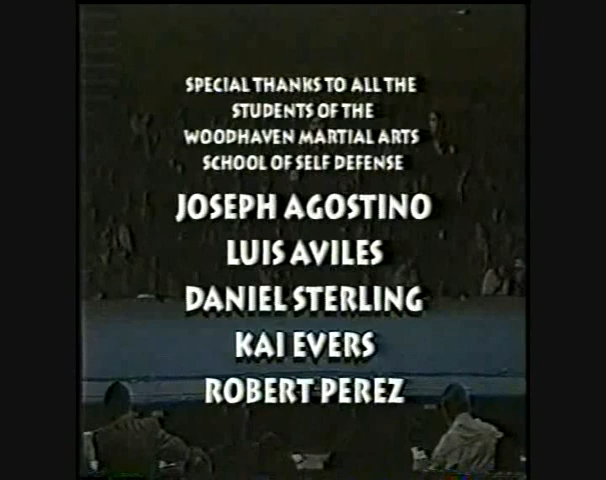 SPECIAL THANKS TO ALL THE
STUDENTS OF THE
WOODHAVEN MARTIAL ARTS
SCHOOL OF SELF DEFENSE
JOSEPH AGOSTINO
LUIS AVILES
DANIEL STERLING
KAI EVERS
ROBERT PEREZ